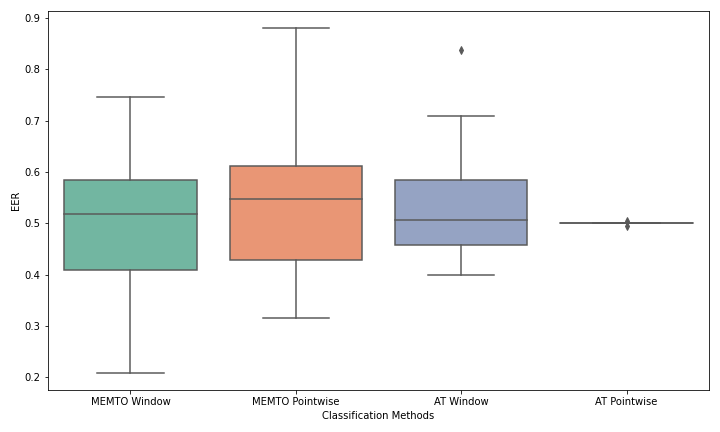 0.9
0.8
0.7
0.6
0.5
0.4
0.3
0.2
EER
MEMTO Window
MEMTO Pointwise
AT Window
AT Pointwise
Classification Methods